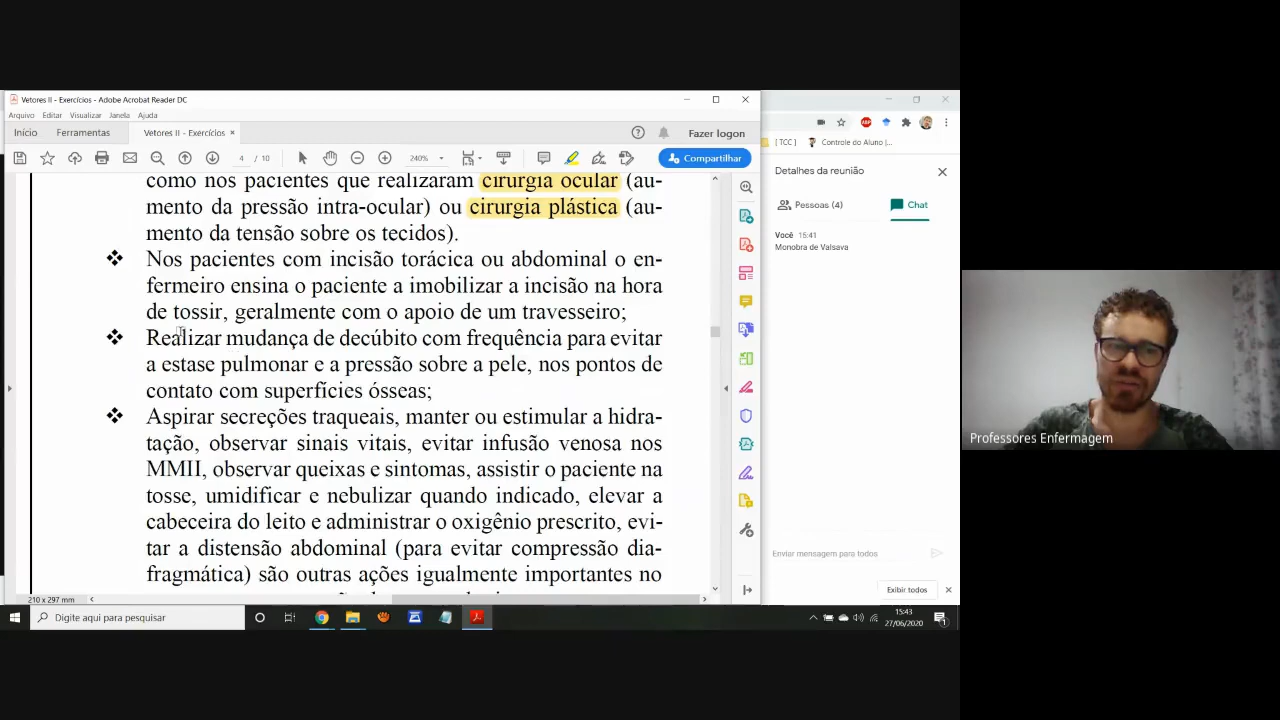 Vetores II - Exercícios - Adobe Acrobat Reader DC
Arquivo Editar Visualizar Janela Ajuda
Início Ferramentas Vetores II - Exercícios × Fazer logon
4 / 10 240% Compartilhar
como nos pacientes que realizaram cirurgia ocular (au-
mento da pressão intra-ocular) ou cirurgia plástica (au-
mento da tensão sobre os tecidos).
❖ Nos pacientes com incisão torácica ou abdominal o en-
fermeiro ensina o paciente a imobilizar a incisão na hora
de tossir, geralmente com o apoio de um travesseiro;
❖ Realizar mudança de decúbito com frequência para evitar
a estase pulmonar e a pressão sobre a pele, nos pontos de
contato com superfícies ósseas;
❖ Aspirar secreções traqueais, manter ou estimular a hidra-
tação, observar sinais vitais, evitar infusão venosa nos
MMII, observar queixas e sintomas, assistir o paciente na
tosse, umidificar e nebulizar quando indicado, elevar a
cabeceira do leito e administrar o oxigênio prescrito, evi-
tar a distensão abdominal (para evitar compressão dia-
fragmática) são outras ações igualmente importantes no
210 x 297 mm
[ TCC ] Controle do Aluno |...
Detalhes da reunião
Pessoas (4) Chat
Você 15:41
Monobra de Valsava
Enviar mensagem para todos
Exibir todos
Professores Enfermagem
Digite aqui para pesquisar
15:43
27/06/2020